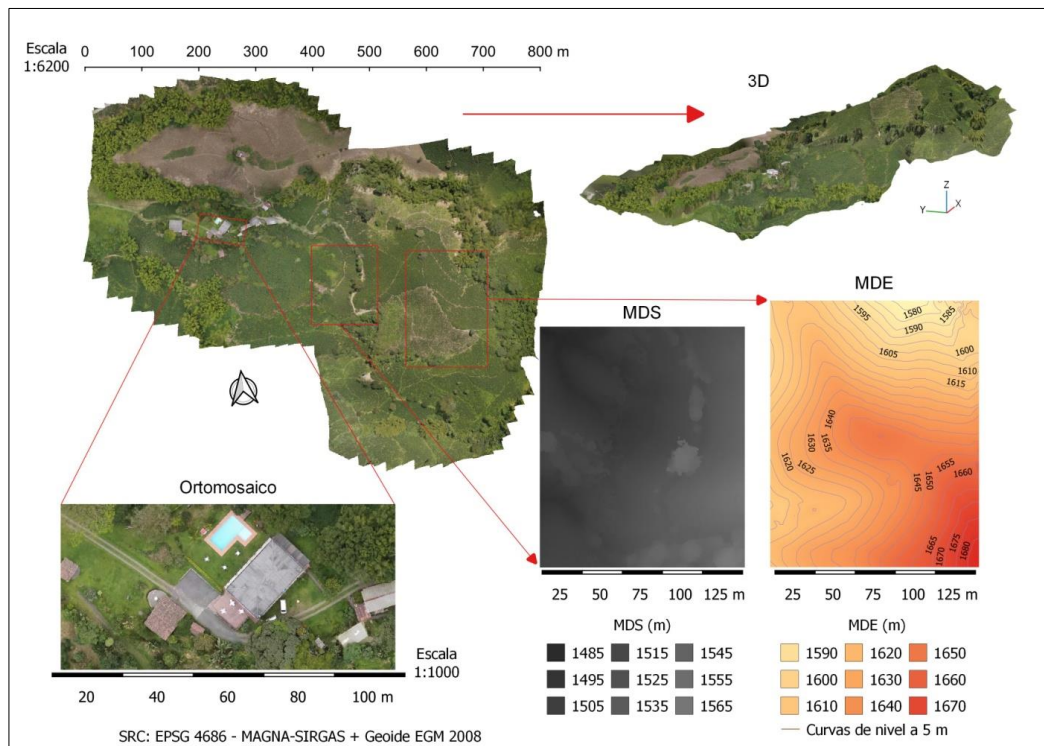 Escala
1:6200
0 100 200 300 400 500 600 700 800 m
3D
Z
Y X
MDS
MDE
1595 1580 1585
1590
1605 1600
1610
1615
1640
1635
1630
1625
1620
1655
1660
1650
1645
1665
1670
1675
1680
Ortomosaico
25 50 75 100 125 m
25 50 75 100 125 m
Escala
1:1000
20 40 60 80 100 m
MDS (m)
1485 1515 1545
1495 1525 1555
1505 1535 1565
MDE (m)
1590 1620 1650
1600 1630 1660
1610 1640 1670
Curvas de nivel a 5 m
SRC: EPSG 4686 - MAGNA-SIRGAS + Geoide EGM 2008